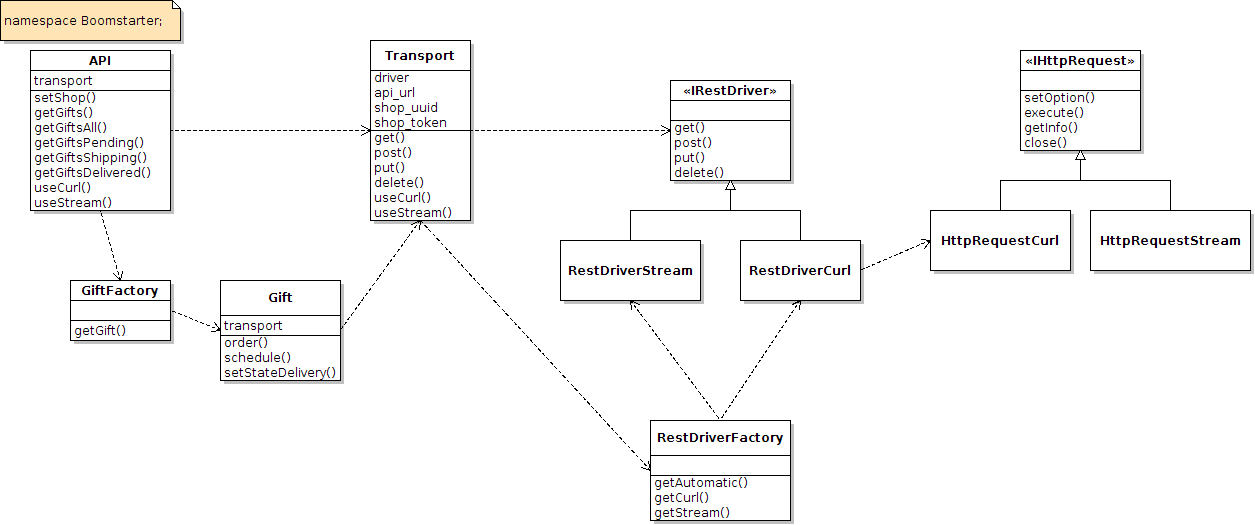 namespace Boomstarter;
API
transport
setShop()
getGifts()
getGiftsAll()
getGiftsPending()
getGiftsShipping()
getGiftsDelivered()
useCurl()
useStream()
Transport
driver
api_url
shop_uuid
shop_token
get()
post()
put()
delete()
useCurl()
useStream()
«IRestDriver»
get()
post()
put()
delete()
«IHttpRequest»
setOption()
execute()
getInfo()
close()
RestDriverStream
RestDriverCurl
HttpRequestCurl
HttpRequestStream
GiftFactory
getGift()
Gift
transport
order()
schedule()
setStateDelivery()
RestDriverFactory
getAutomatic()
getCurl()
getStream()